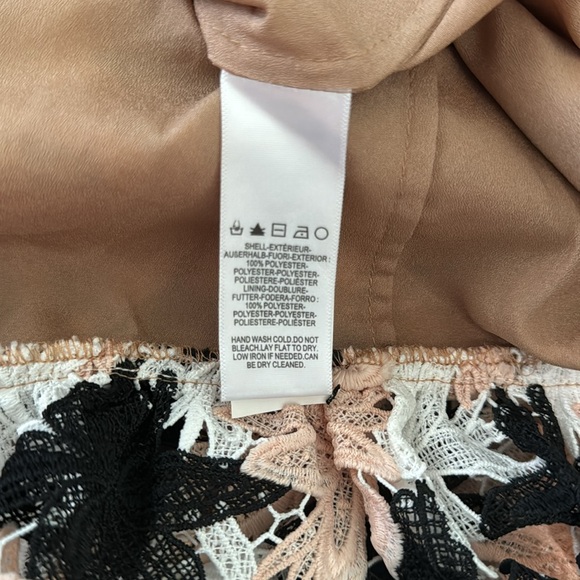 SHELL-EXTÉRIEUR-
AUßERHALB-FUORI-EXTERIOR :
100% POLYESTER-
POLYESTER-POLYESTER-
POLIESTERE-POLIÉSTER
LINING-DOUBLURE-
FUTTER-FODERA-FORRO :
100% POLYESTER-
POLYESTER-POLYESTER-
POLIESTERE-POLIÉSTER
HAND WASH COLD.DO NOT
BLEACH.LAY FLAT TO DRY.
LOW IRON IF NEEDED.CAN
BE DRY CLEANED.